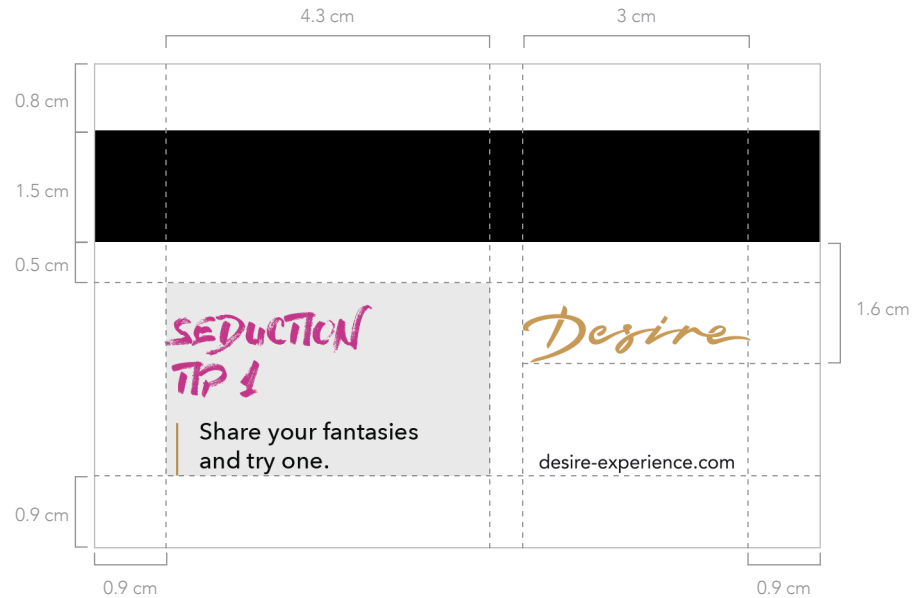 4.3 cm
3 cm
0.8 cm
1.5 cm
0.5 cm
1.6 cm
SEDUCTION
TIP 1
Desire
Share your fantasies
and try one.
desire-experience.com
0.9 cm
0.9 cm
0.9 cm